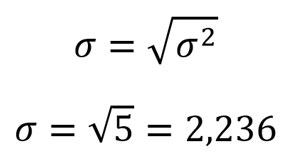 σ = √σ²
σ = √5 = 2,236